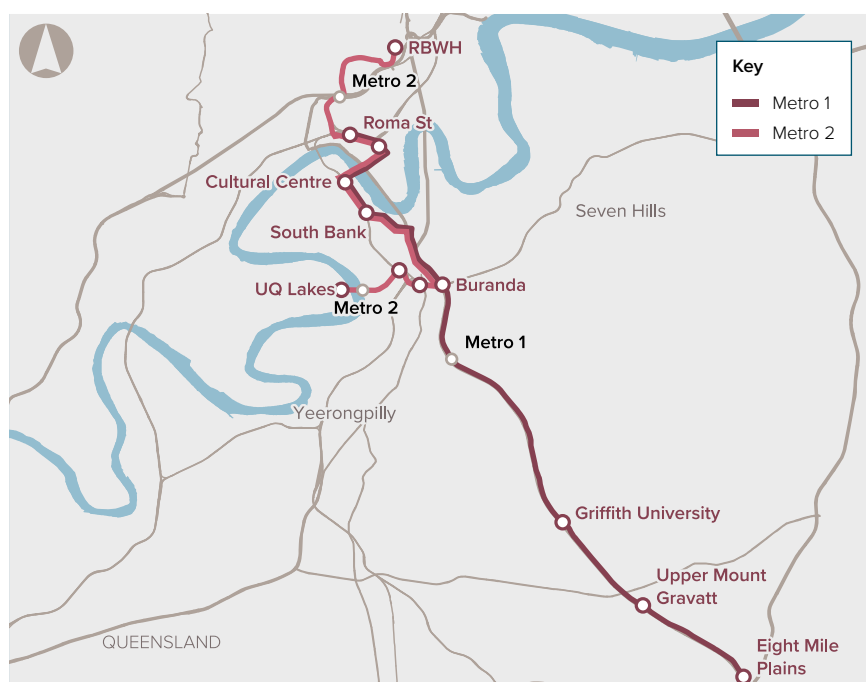 RBWH
Key
Metro 1
Metro 2
Metro 2
Roma St
Cultural Centre
Seven Hills
South Bank
UQ Lakes
Buranda
Metro 2
Metro 1
Yeerongpilly
Griffith University
Upper Mount
Gravatt
QUEENSLAND
Eight Mile
Plains